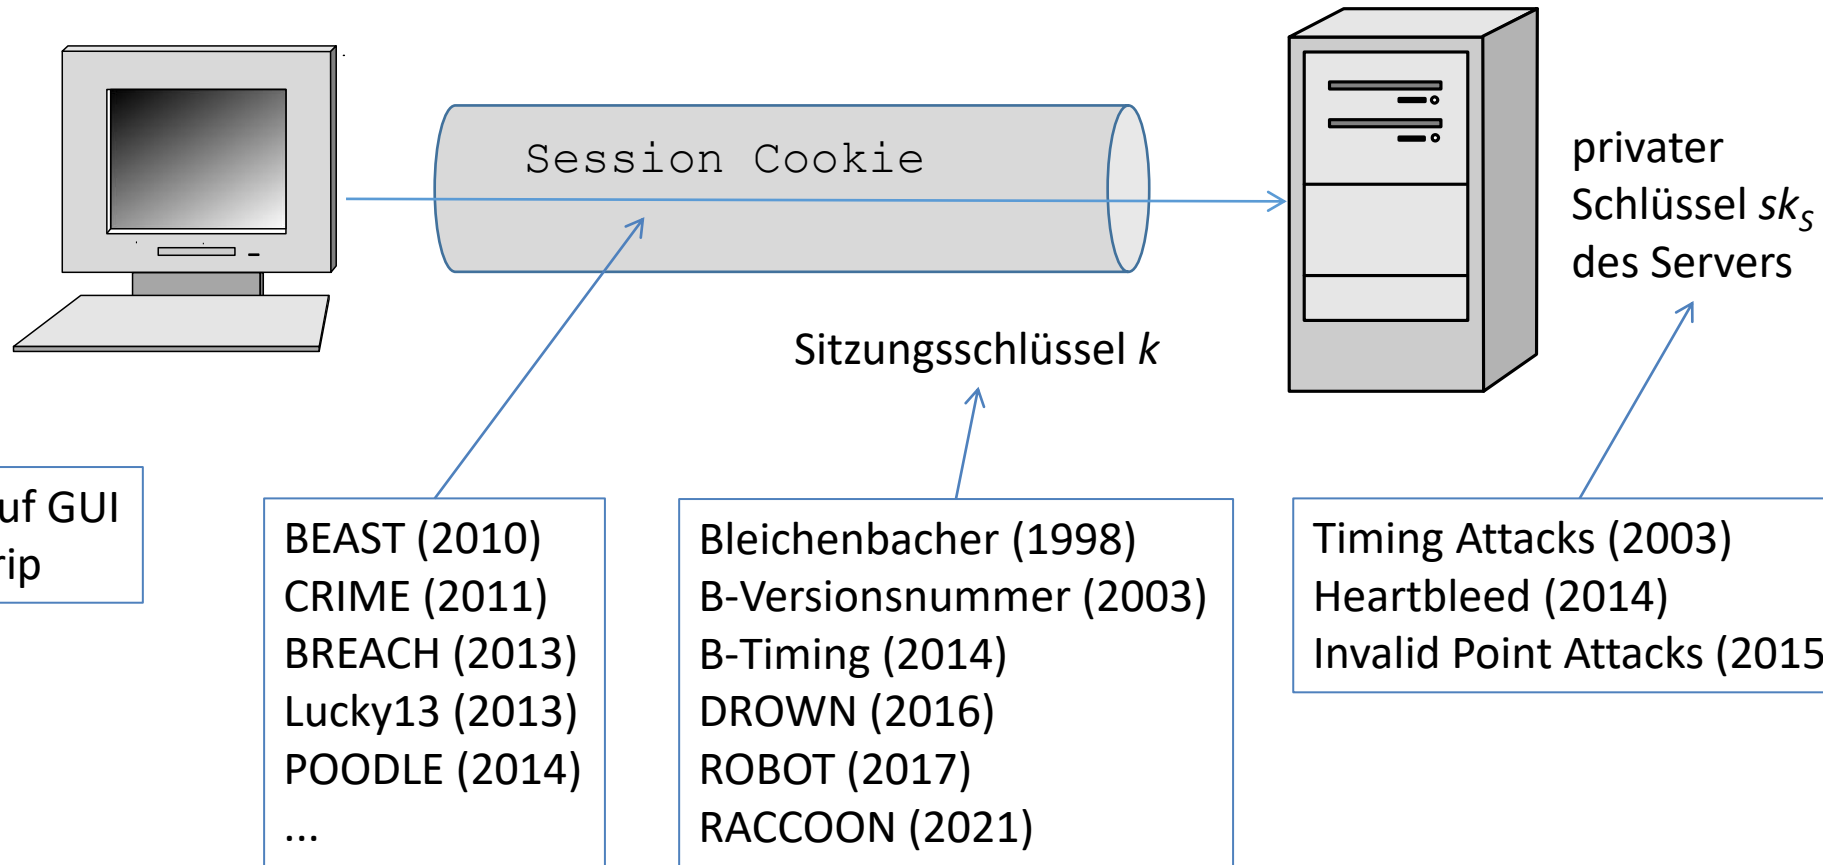 Session Cookie
privater
Schlüssel sk_S
des Servers
Sitzungsschlüssel k
uf GUI
rip
BEAST (2010)
CRIME (2011)
BREACH (2013)
Lucky13 (2013)
POODLE (2014)
...
Bleichenbacher (1998)
B-Versionsnummer (2003)
B-Timing (2014)
DROWN (2016)
ROBOT (2017)
RACCOON (2021)
Timing Attacks (2003)
Heartbleed (2014)
Invalid Point Attacks (2015